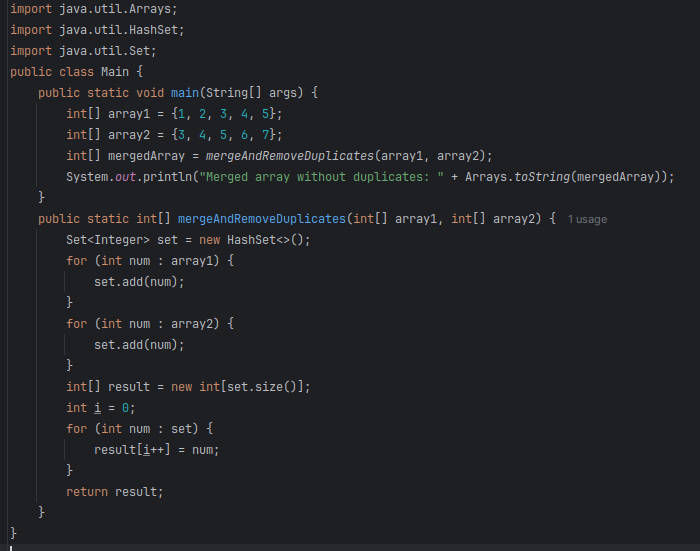 import java.util.Arrays;
import java.util.HashSet;
import java.util.Set;
public class Main {
    public static void main(String[] args) {
        int[] array1 = {1, 2, 3, 4, 5};
        int[] array2 = {3, 4, 5, 6, 7};
        int[] mergedArray = mergeAndRemoveDuplicates(array1, array2);
        System.out.println("Merged array without duplicates: " + Arrays.toString(mergedArray));
    }
    public static int[] mergeAndRemoveDuplicates(int[] array1, int[] array2) { 1 usage
        Set<Integer> set = new HashSet<>();
        for (int num : array1) {
            set.add(num);
        }
        for (int num : array2) {
            set.add(num);
        }
        int[] result = new int[set.size()];
        int i = 0;
        for (int num : set) {
            result[i++] = num;
        }
        return result;
    }
}